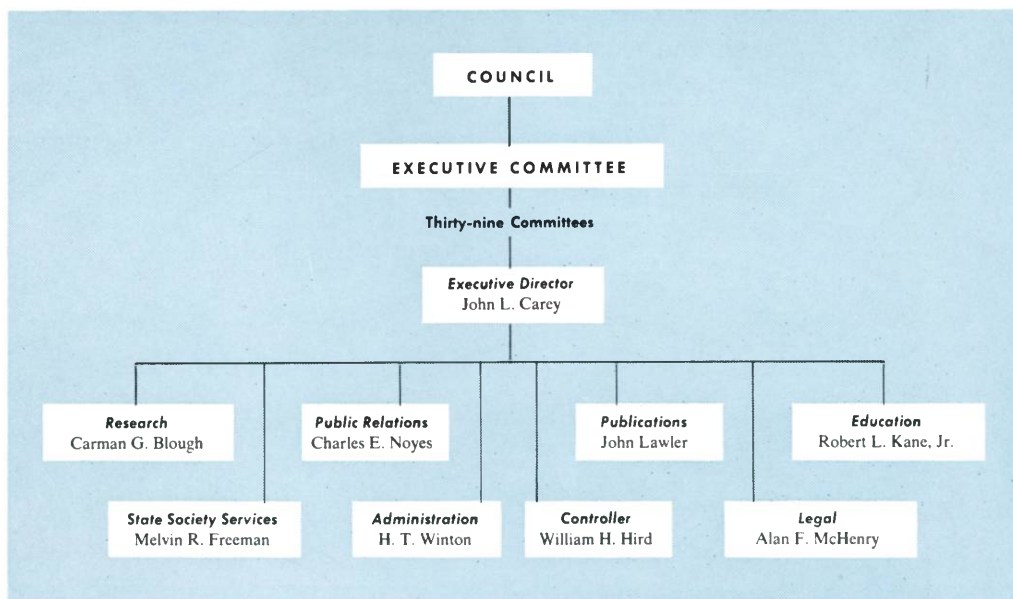 COUNCIL
EXECUTIVE COMMITTEE
Thirty-nine Committees
Executive Director
John L. Carey
Research
Carman G. Blough
Public Relations
Charles E. Noyes
Publications
John Lawler
Education
Robert L. Kane, Jr.
State Society Services
Melvin R. Freeman
Administration
H. T. Winton
Controller
William H. Hird
Legal
Alan F. McHenry